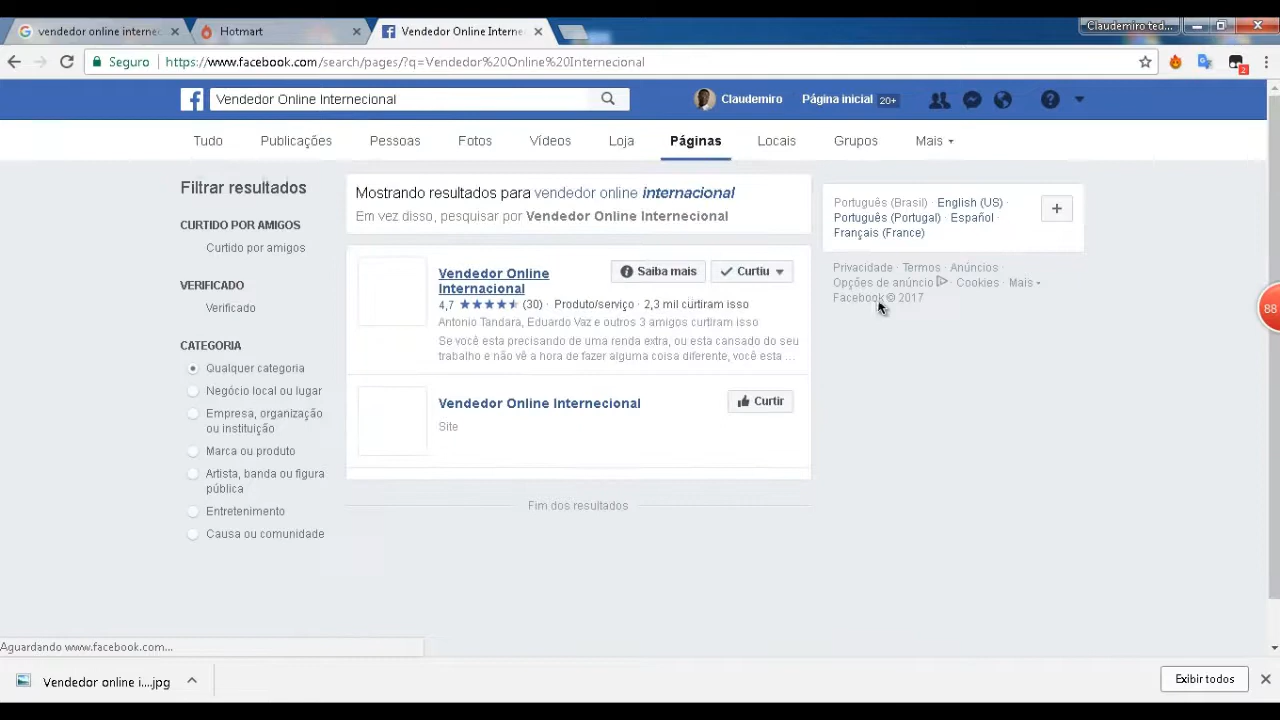 vendedor online interne
Hotmart
Vendedor Online Interne
Claudemiro ted...
Seguro
https://www.facebook.com/search/pages/?q=Vendedor%20Online%20Internecional
2
Vendedor Online Internecional
Claudemiro
Página inicial 20+
Tudo
Publicações
Pessoas
Fotos
Vídeos
Loja
Páginas
Locais
Grupos
Mais
Filtrar resultados
CURTIDO POR AMIGOS
Curtido por amigos
VERIFICADO
Verificado
CATEGORIA
Qualquer categoria
Negócio local ou lugar
Empresa, organização
ou instituição
Marca ou produto
Artista, banda ou figura
pública
Entretenimento
Causa ou comunidade
Mostrando resultados para vendedor online internacional
Em vez disso, pesquisar por Vendedor Online Internecional
Vendedor Online
Internacional
Saiba mais
Curtiu
4,7 ★★★★★ (30) · Produto/serviço · 2,3 mil curtiram isso
Antonio Tandara, Eduardo Vaz e outros 3 amigos curtiram isso
Se você esta precisando de uma renda extra, ou esta cansado do seu
trabalho e não vê a hora de fazer alguma coisa diferente, você esta ...
Vendedor Online Internecional
Curtir
Site
Fim dos resultados
Português (Brasil) · English (US) ·
Português (Portugal) · Español ·
Français (France)
+
Privacidade · Termos · Anúncios ·
Opções de anúncio · Cookies · Mais
Facebook © 2017
88
Aguardando www.facebook.com...
Vendedor online i....jpg
Exibir todos